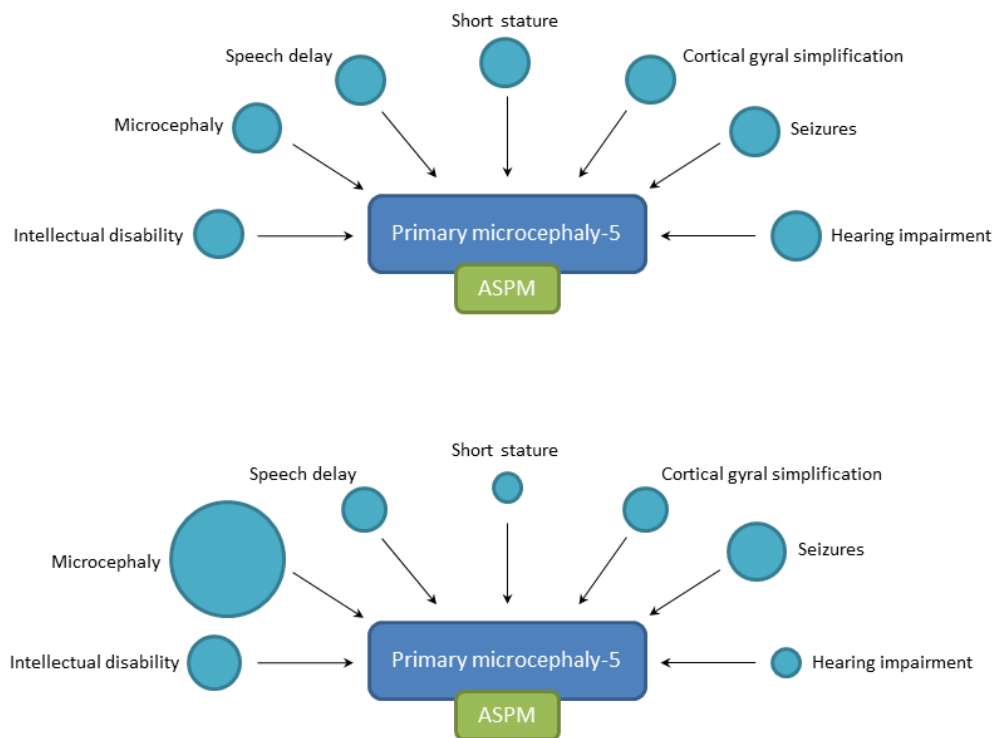 Short stature
Speech delay
Cortical gyral simplification
Microcephaly
Seizures
Intellectual disability
Primary microcephaly-5
Hearing impairment
ASPM
Short stature
Speech delay
Cortical gyral simplification
Microcephaly
Seizures
Intellectual disability
Primary microcephaly-5
Hearing impairment
ASPM